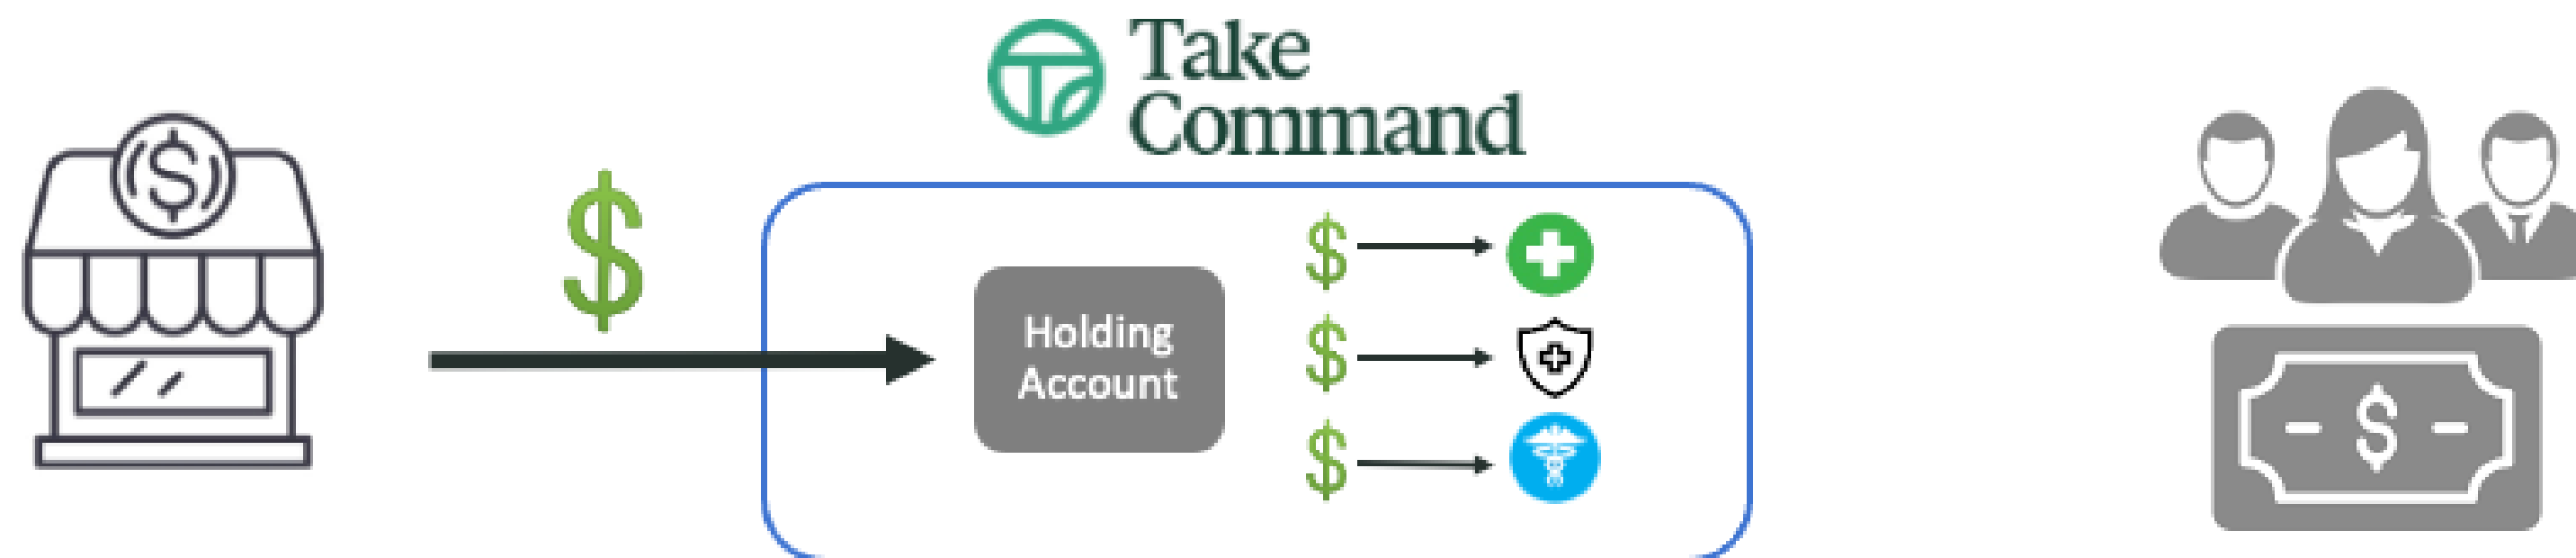 Take
Command
$
$
Holding
Account
$
$
$
- $ -